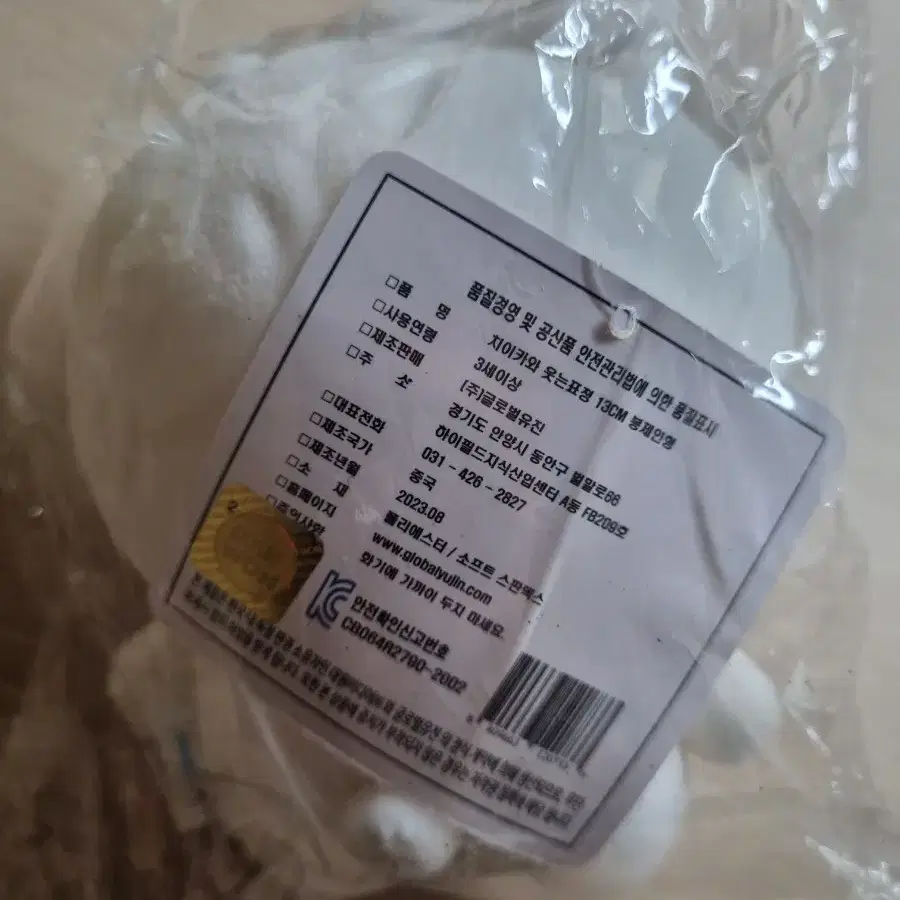 품질경영 및 공산품 안전관리법에 의한 품질표시
□품 명 치이카와 웃는표정 13CM 봉제인형
□사용연령 3세이상
□제조판매 (주)글로벌유진
□주 소 경기도 안양시 동안구 벌말로66
하이필드지식산업센터 A동 FB209호
□대표전화 031 - 426 - 2827
□제조국가 중국
□제조년월 2023.08
□소 재 폴리에스터 / 소프트 스판덱스
□홈페이지 www.globalyujin.com
□주의사항 화기에 가까이 두지 마세요.
안전확인신고번호
CB064R2790-2002